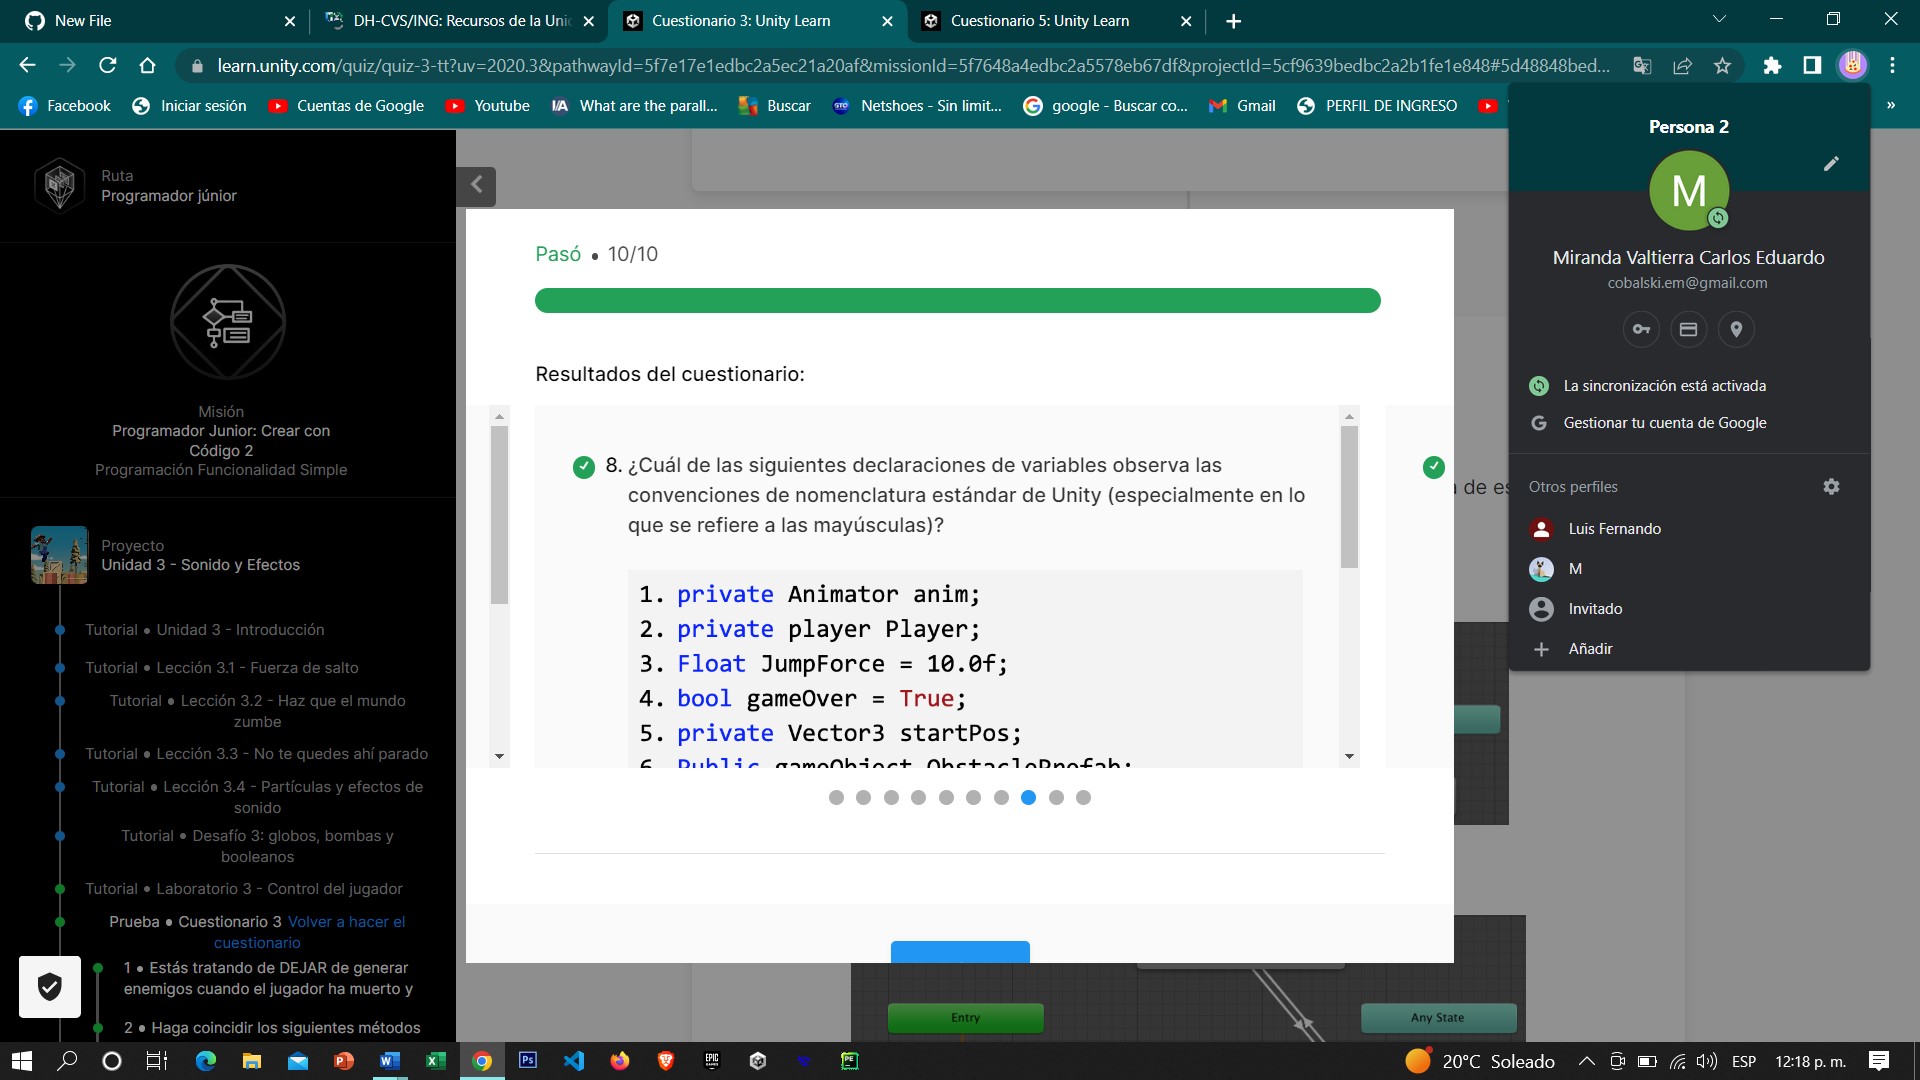 New File
DH-CVS/ING: Recursos de la Uni
Cuestionario 3: Unity Learn
Cuestionario 5: Unity Learn
learn.unity.com/quiz/quiz-3-tt?uv=2020.3&pathwayId=5f7e17e1edbc2a5ec21a20af&missionId=5f7648a4edbc2a5578eb67df&projectId=5cf9639bedbc2a2b1fe1e848#5d48848bed...
Facebook
Iniciar sesión
Cuentas de Google
Youtube
What are the parall...
Buscar
Netshoes - Sin limit...
google - Buscar co...
Gmail
PERFIL DE INGRESO
»
Ruta
Programador júnior
Misión
Programador Junior: Crear con
Código 2
Programación Funcionalidad Simple
Proyecto
Unidad 3 - Sonido y Efectos
Tutorial • Unidad 3 - Introducción
Tutorial • Lección 3.1 - Fuerza de salto
Tutorial • Lección 3.2 - Haz que el mundo
zumbe
Tutorial • Lección 3.3 - No te quedes ahí parado
Tutorial • Lección 3.4 - Partículas y efectos de
sonido
Tutorial • Desafío 3: globos, bombas y
booleanos
Tutorial • Laboratorio 3 - Control del jugador
Prueba • Cuestionario 3 Volver a hacer el
cuestionario
1 • Estás tratando de DEJAR de generar
enemigos cuando el jugador ha muerto y
2 • Haga coincidir los siguientes métodos
Pasó • 10/10
Resultados del cuestionario:
8. ¿Cuál de las siguientes declaraciones de variables observa las
convenciones de nomenclatura estándar de Unity (especialmente en lo
que se refiere a las mayúsculas)?
1. private Animator anim;
2. private player Player;
3. Float JumpForce = 10.0f;
4. bool gameOver = True;
5. private Vector3 startPos;
6. Public gameObject ObstaclePrefab;
de es
Entry
Any State
Persona 2
M
Miranda Valtierra Carlos Eduardo
cobalski.em@gmail.com
La sincronización está activada
Gestionar tu cuenta de Google
Otros perfiles
Luis Fernando
M
Invitado
Añadir
20°C Soleado
ESP
12:18 p. m.